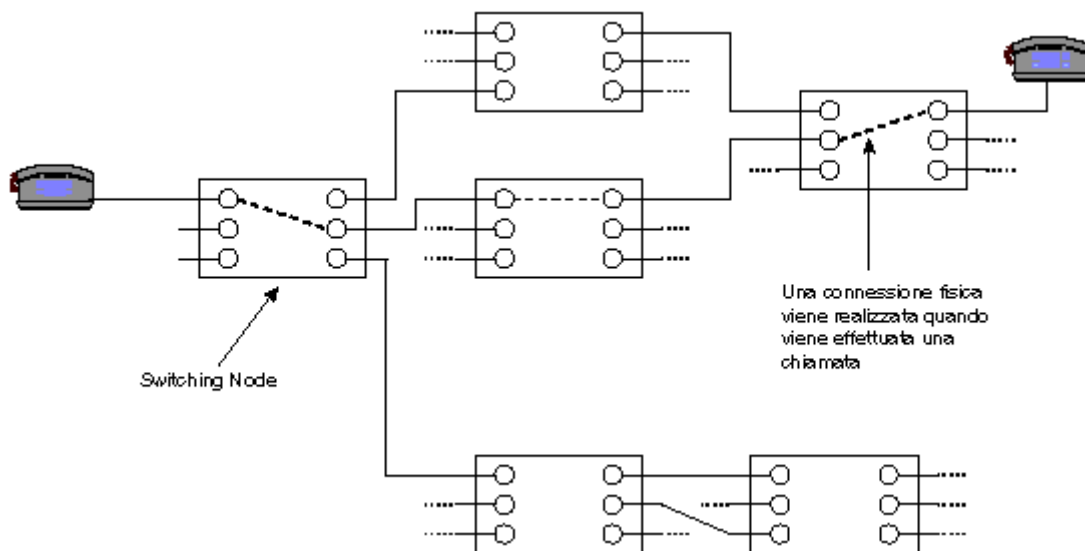 Una connessione fisica
viene realizzata quando
viene effettuata una
chiamata
Switching Node